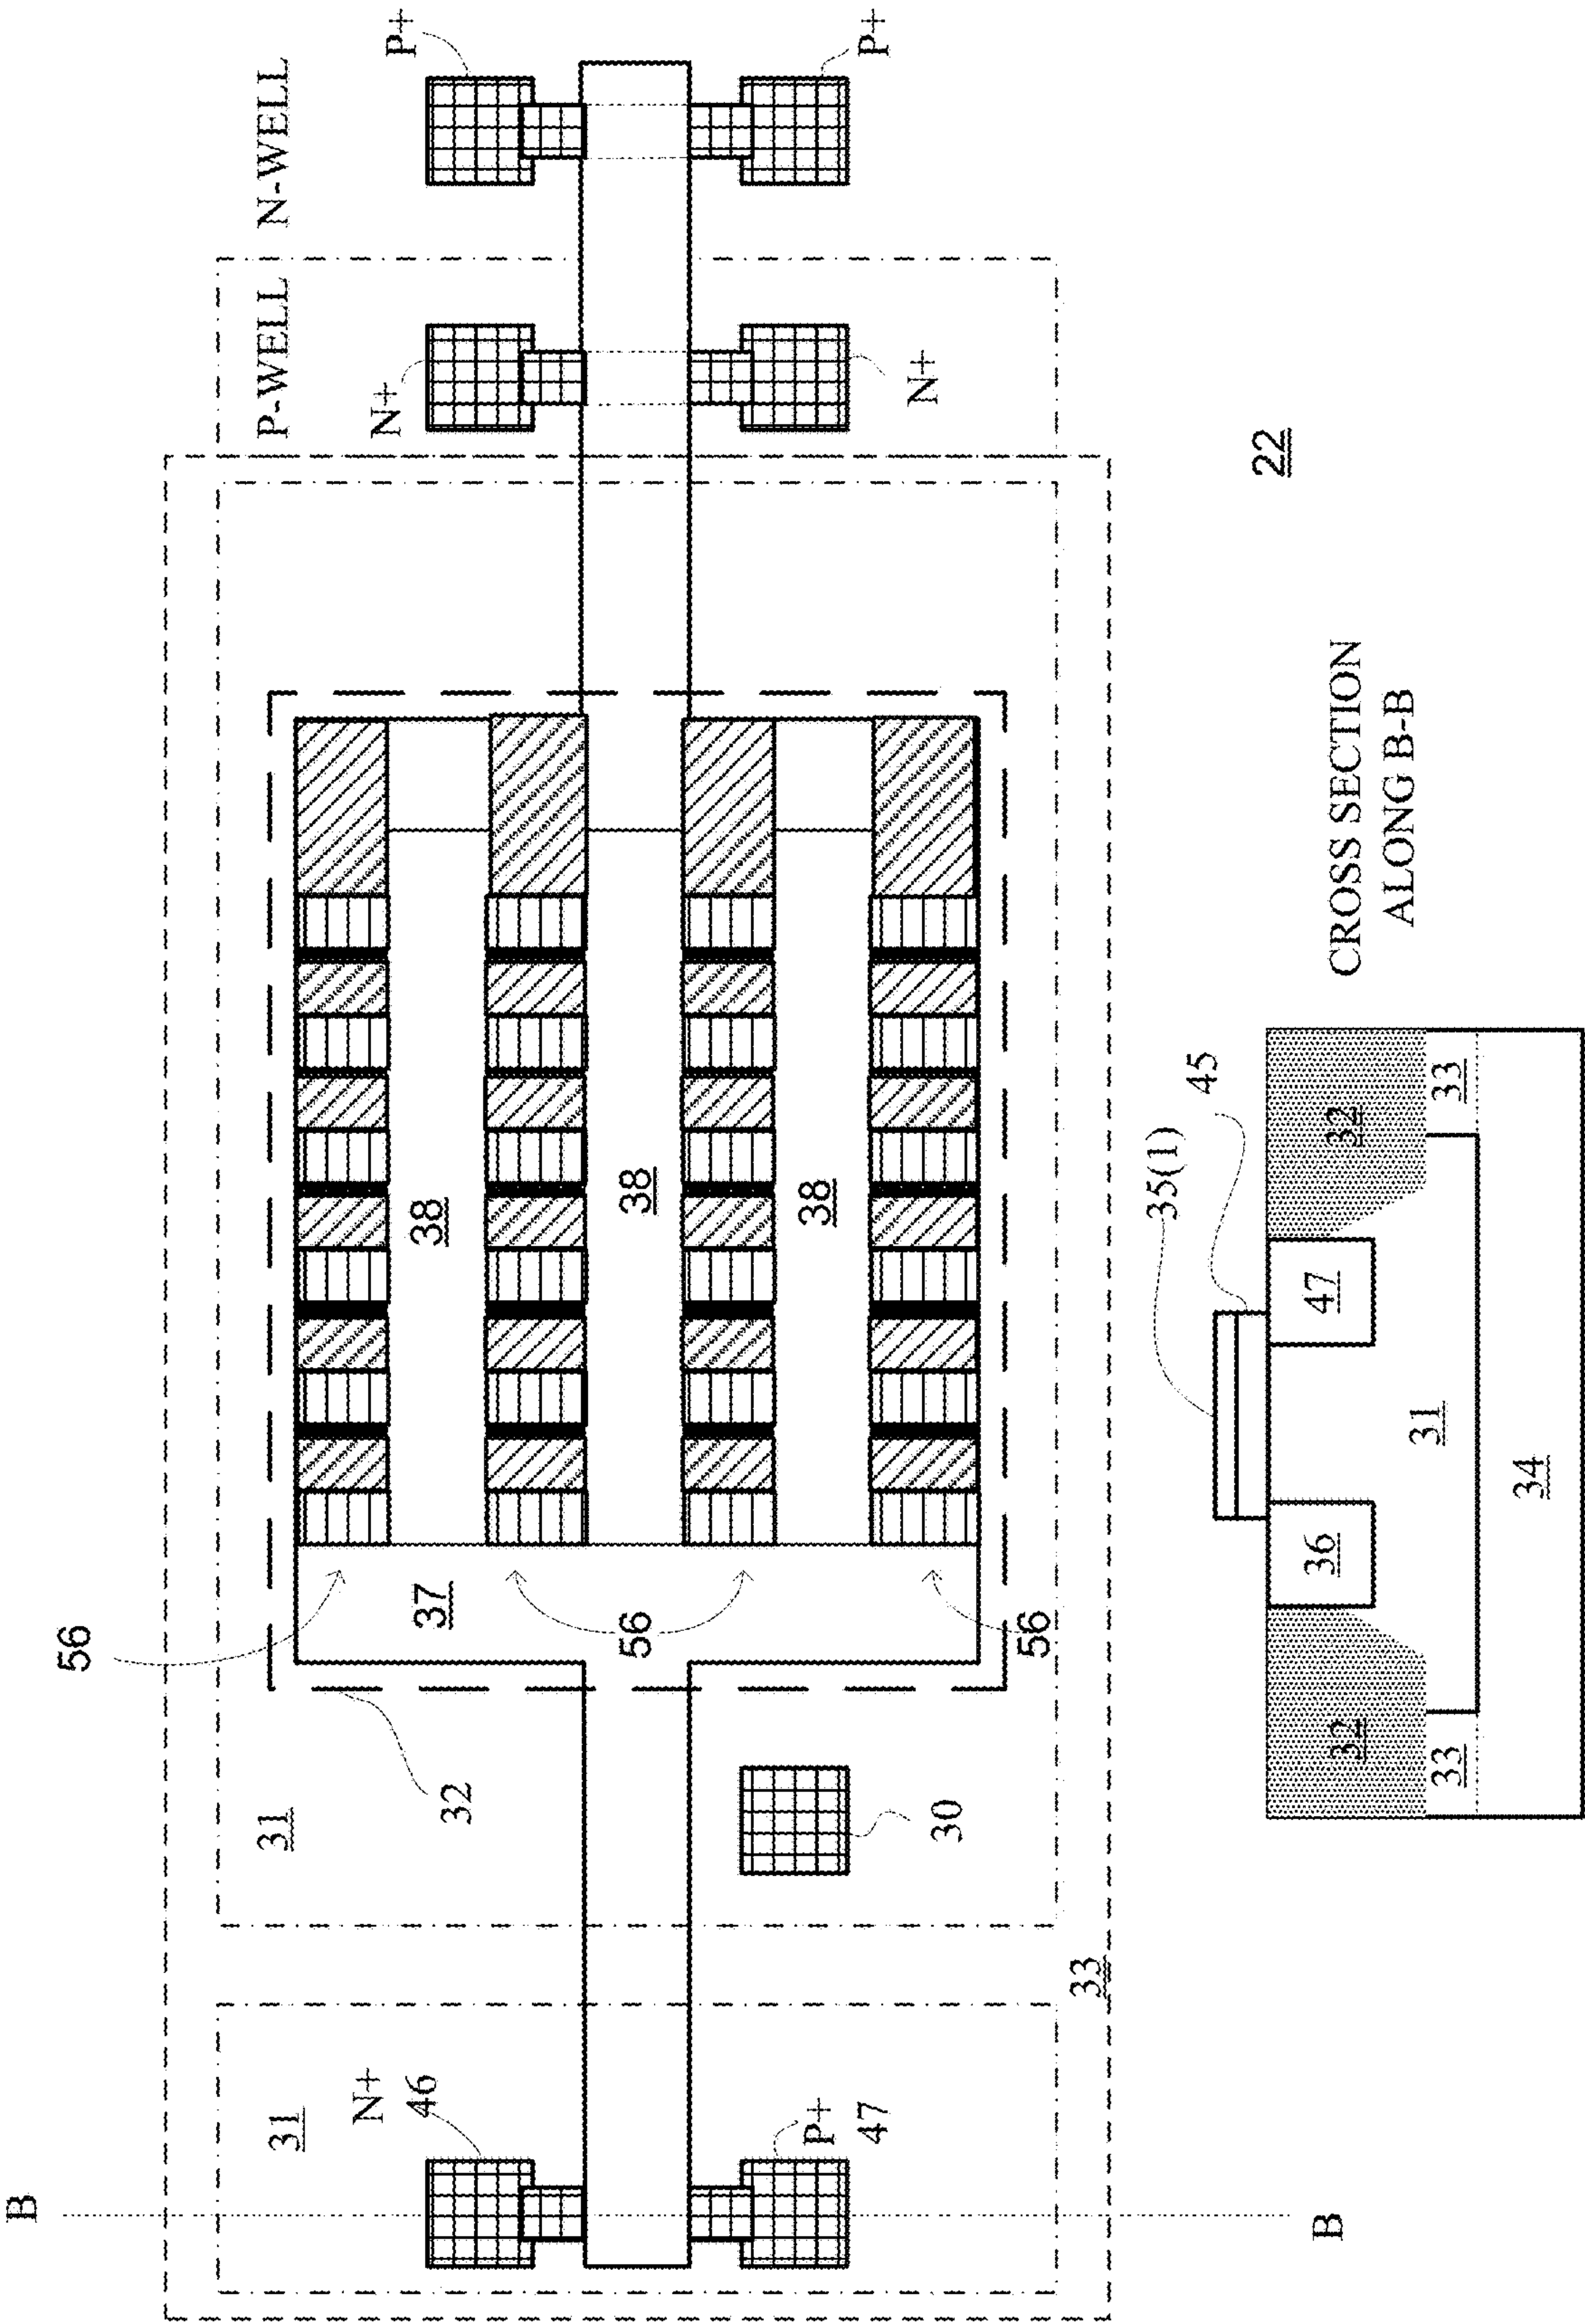 B
N+
46
31
P+
47
33
B
31
32
30
56
37
56
56
38
38
38
N+
P-WELL
N+
P+
N-WELL
P+
22
CROSS SECTION
ALONG B-B
35(1)
45
32
36
47
32
33
31
33
34